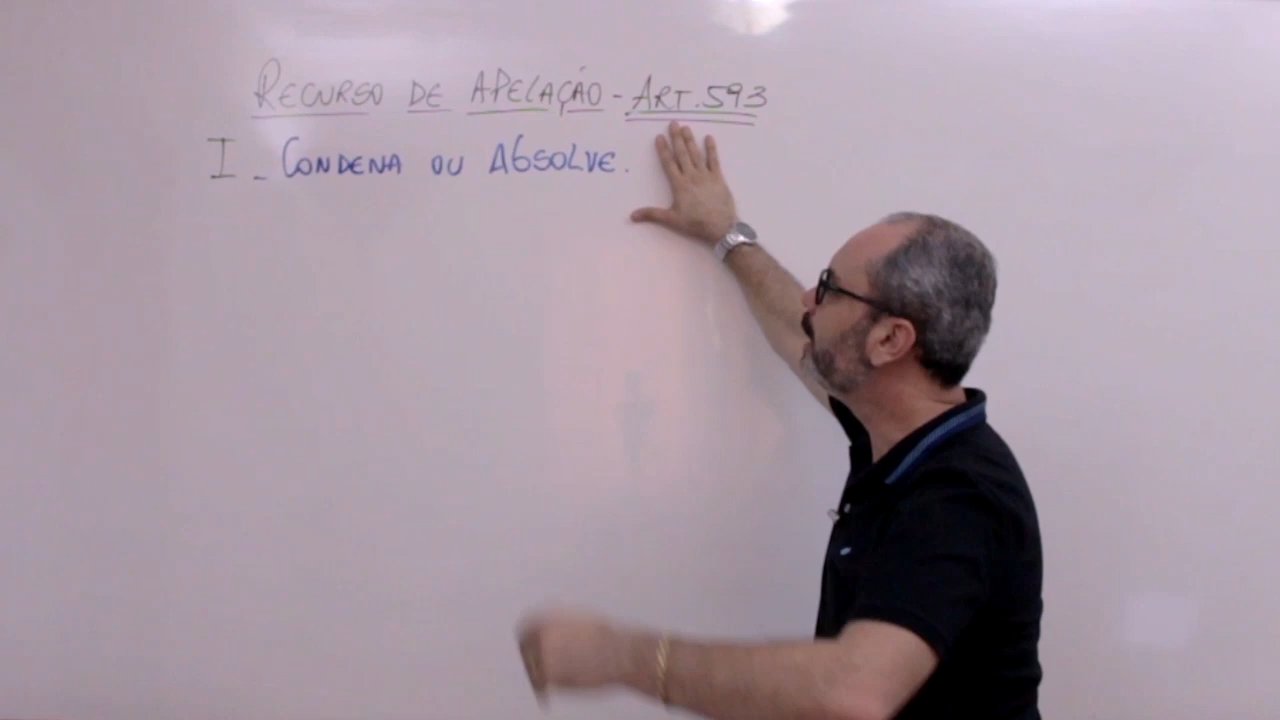 RECURSO DE APELAÇÃO - ART. 593
I - CONDENA OU ABSOLVE.